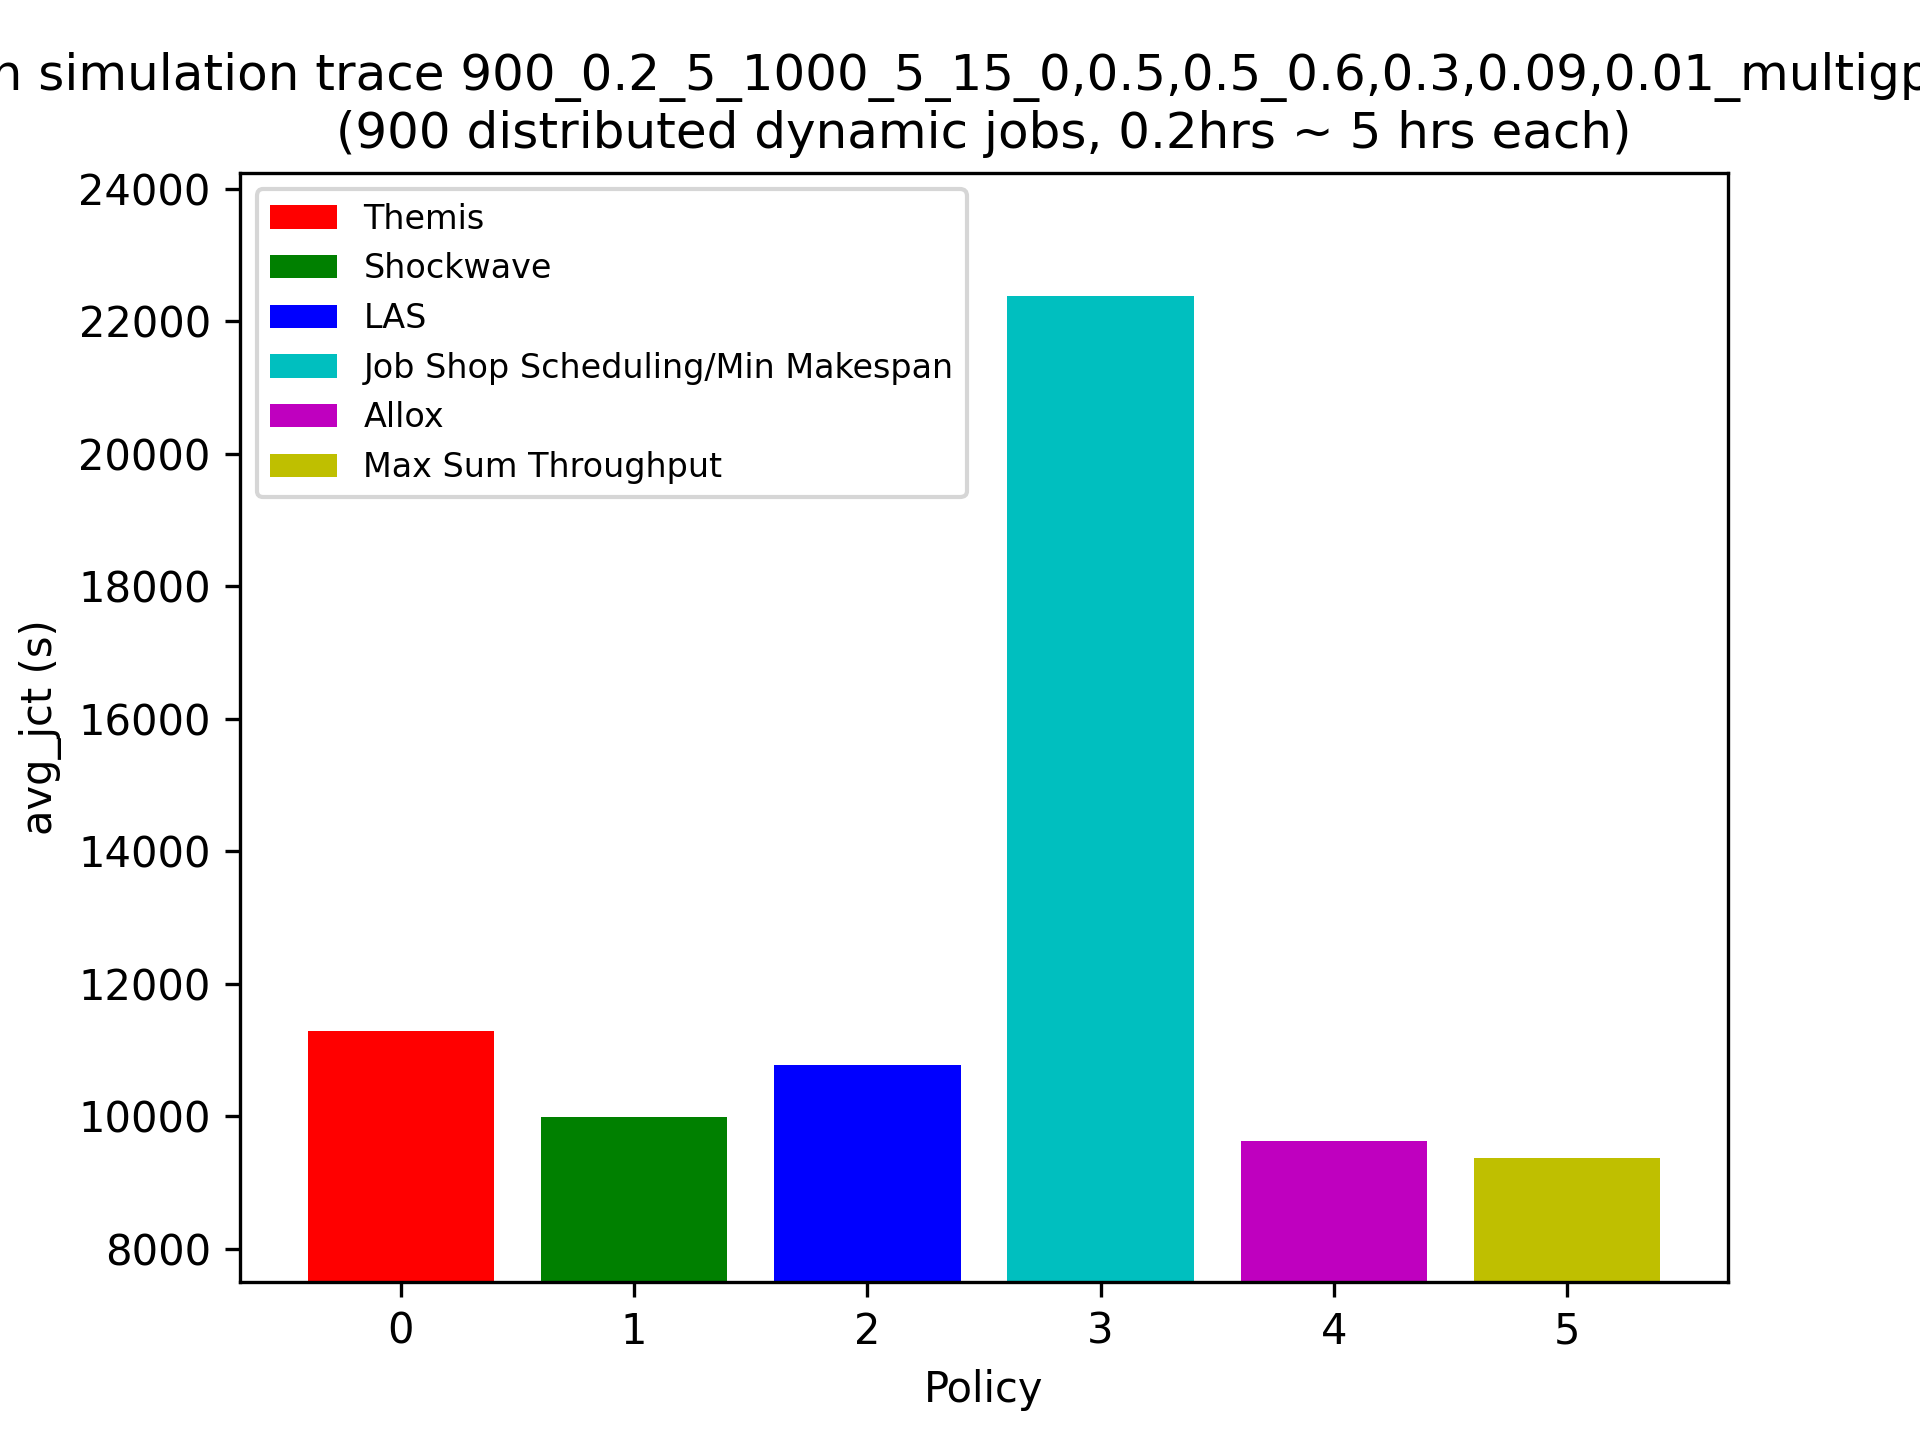 simulation trace 900_0.2_5_1000_5_15_0,0.5,0.5_0.6,0.3,0.09,0.01_multigp
(900 distributed dynamic jobs, 0.2hrs ~ 5 hrs each)
24000
22000
20000
18000
16000
14000
12000
10000
8000
avg_jct (s)
Themis
Shockwave
LAS
Job Shop Scheduling/Min Makespan
Allox
Max Sum Throughput
0 1 2 3 4 5
Policy